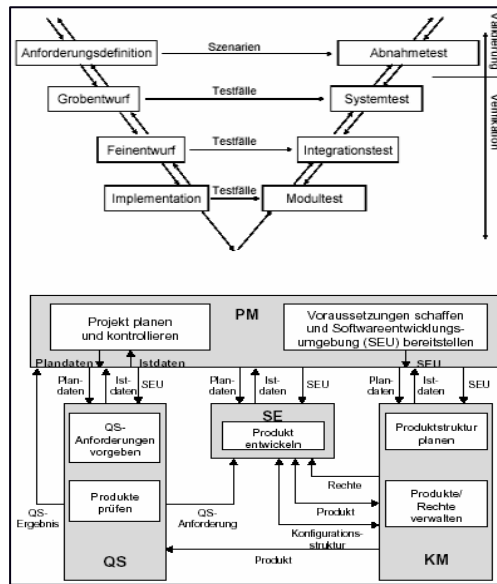 Anforderungsdefinition
Szenarien
Abnahmetest
Validierung
Grobentwurf
Testfälle
Systemtest
Verifikation
Feinentwurf
Testfälle
Integrationstest
Implementation
Testfälle
Modultest
PM
Projekt planen
und kontrollieren
Voraussetzungen schaffen
und Softwareentwicklungs-
umgebung (SEU) bereitstellen
Plandaten
Istdaten
SEU
Plan-
daten
Ist-
daten
SEU
Plan-
daten
Ist-
daten
SEU
Plan-
daten
Ist-
daten
SEU
QS-
Anforderungen
vorgeben
SE
Produkt
entwickeln
Produktstruktur
planen
Produkte
prüfen
Rechte
Produkte/
Rechte
verwalten
QS-
Ergebnis
QS-
Anforderung
Produkt
Konfigurations-
struktur
QS
Produkt
KM